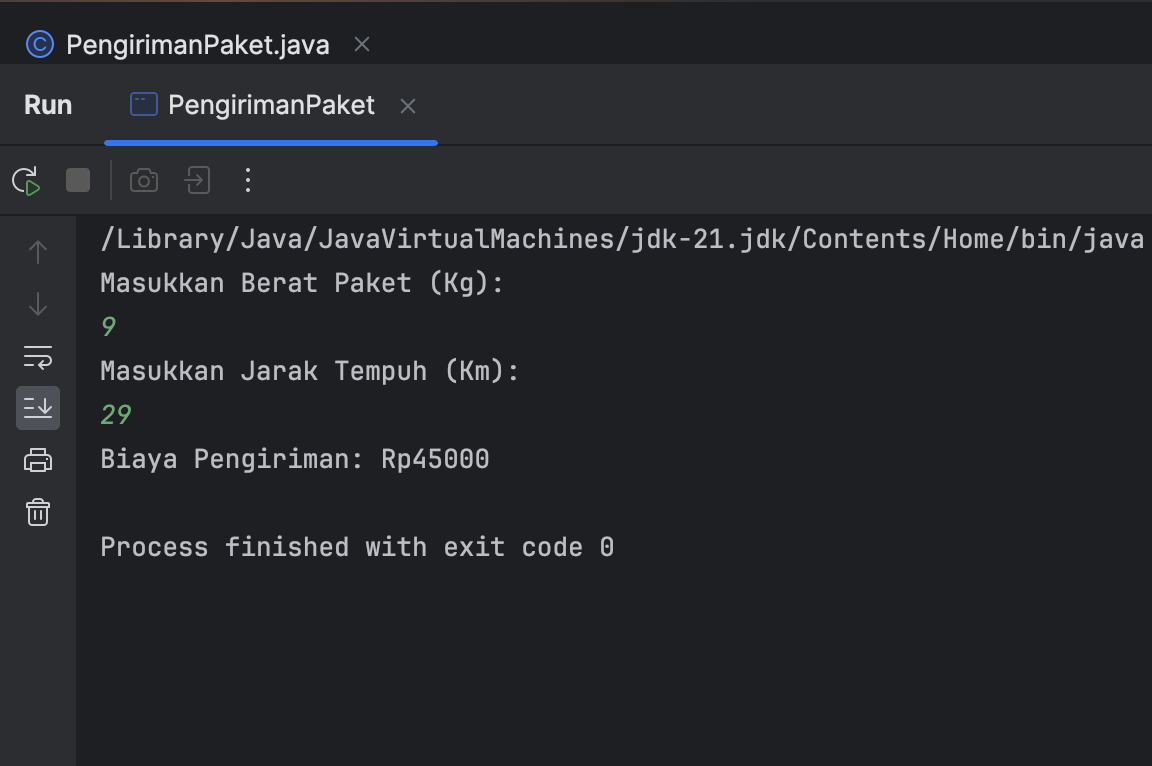 PengirimanPaket.java
Run PengirimanPaket
/Library/Java/JavaVirtualMachines/jdk-21.jdk/Contents/Home/bin/java
Masukkan Berat Paket (Kg):
9
Masukkan Jarak Tempuh (Km):
29
Biaya Pengiriman: Rp45000
Process finished with exit code 0